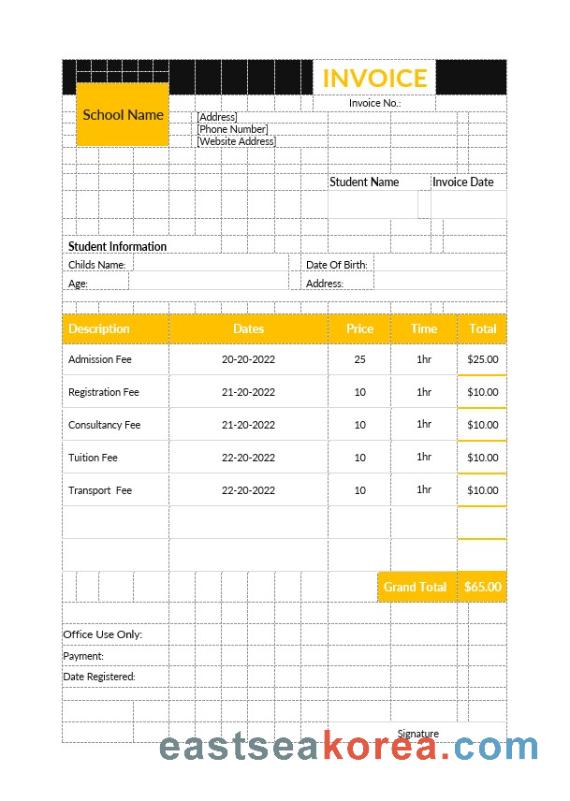 INVOICE
Invoice No.:
School Name
[Address]
[Phone Number]
[Website Address]
Student Name Invoice Date
Student Information
Childs Name: Date Of Birth:
Age: Address:
Description Dates Price Time Total
Admission Fee 20-20-2022 25 1hr $25.00
Registration Fee 21-20-2022 10 1hr $10.00
Consultancy Fee 21-20-2022 10 1hr $10.00
Tuition Fee 22-20-2022 10 1hr $10.00
Transport Fee 22-20-2022 10 1hr $10.00
Grand Total $65.00
Office Use Only:
Payment:
Date Registered:
Signature
eastseakorea.com